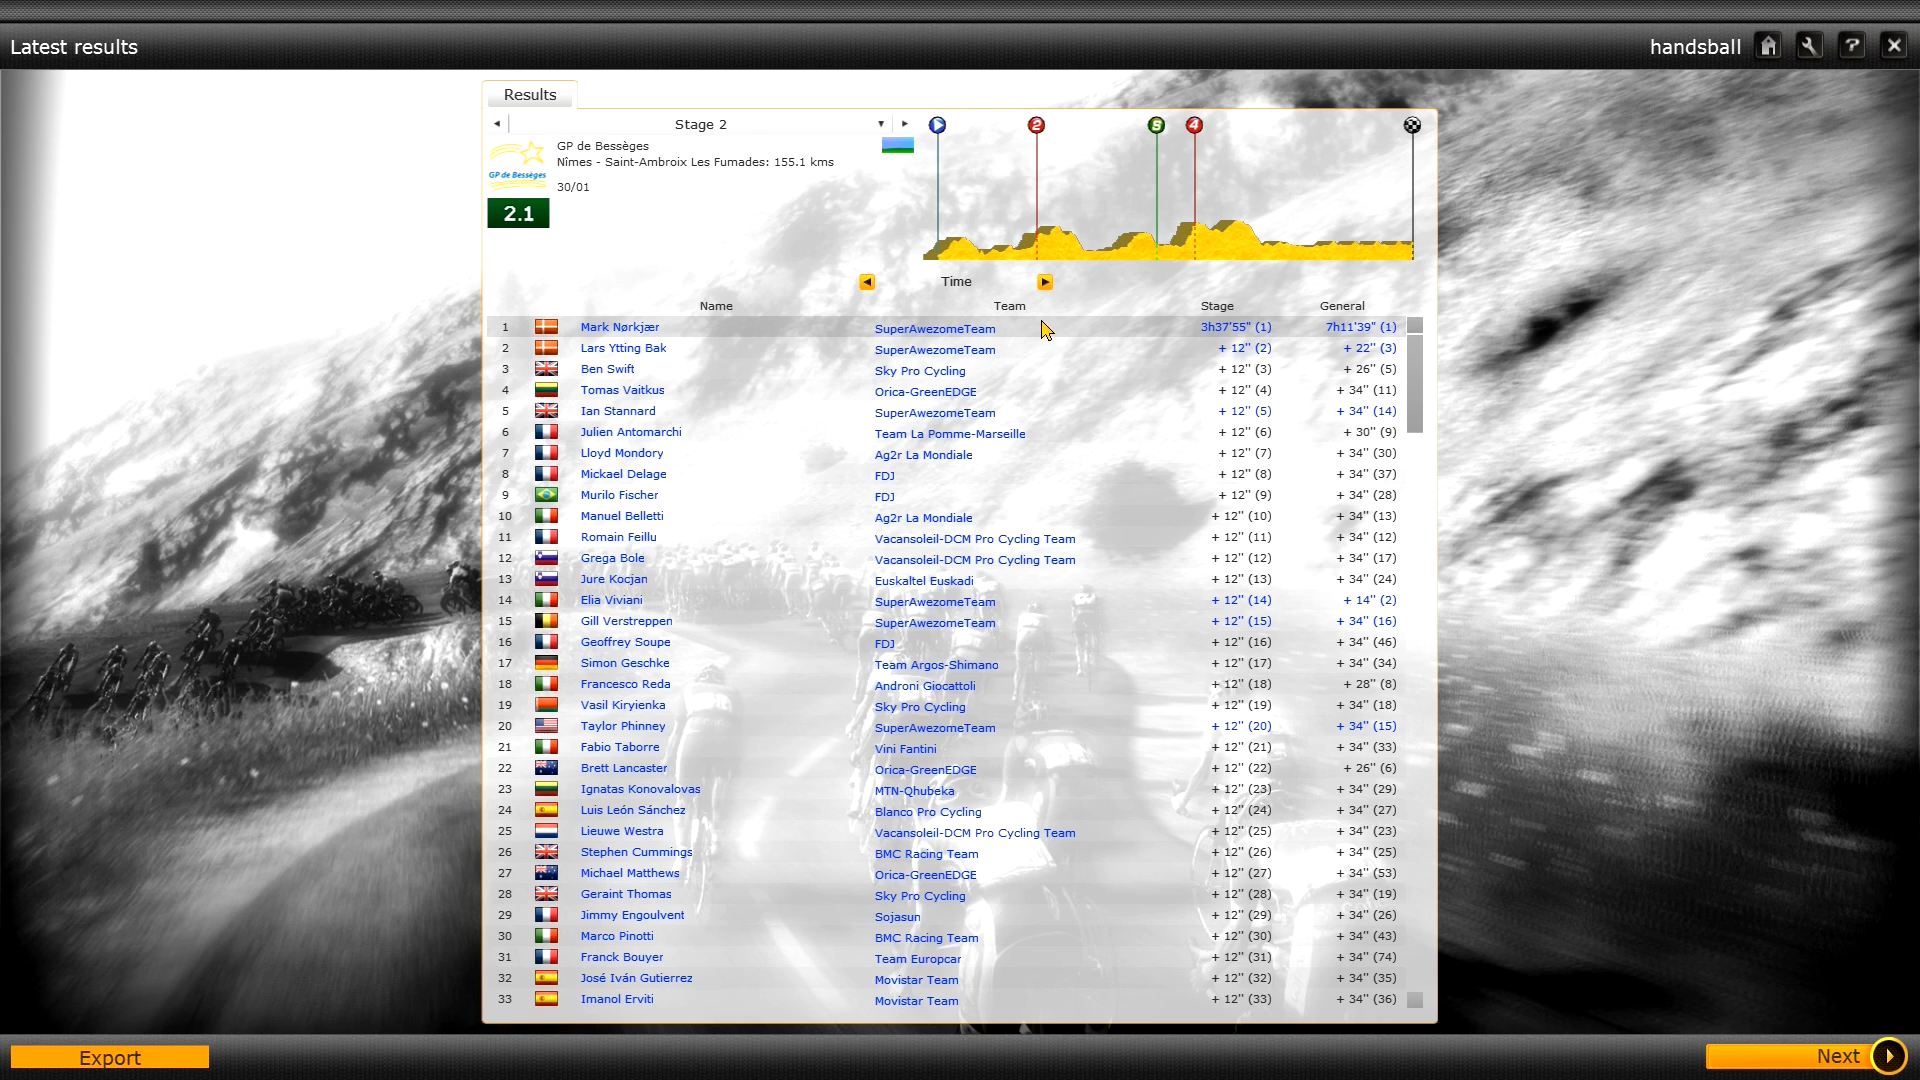 Latest results
handsball
Results
Stage 2
GP de Bessèges
Nîmes - Saint-Ambroix Les Fumades: 155.1 kms
GP de Bessèges
30/01
2.1
2 S 4
Time
Name Team Stage General
1 Mark Nørkjær SuperAwezomeTeam 3h37'55" (1) 7h11'39" (1)
2 Lars Ytting Bak SuperAwezomeTeam + 12" (2) + 22" (3)
3 Ben Swift Sky Pro Cycling + 12" (3) + 26" (5)
4 Tomas Vaitkus Orica-GreenEDGE + 12" (4) + 34" (11)
5 Ian Stannard SuperAwezomeTeam + 12" (5) + 34" (14)
6 Julien Antomarchi Team La Pomme-Marseille + 12" (6) + 30" (9)
7 Lloyd Mondory Ag2r La Mondiale + 12" (7) + 34" (30)
8 Mickael Delage FDJ + 12" (8) + 34" (37)
9 Murilo Fischer FDJ + 12" (9) + 34" (28)
10 Manuel Belletti Ag2r La Mondiale + 12" (10) + 34" (13)
11 Romain Feillu Vacansoleil-DCM Pro Cycling Team + 12" (11) + 34" (12)
12 Grega Bole Vacansoleil-DCM Pro Cycling Team + 12" (12) + 34" (17)
13 Jure Kocjan Euskaltel Euskadi + 12" (13) + 34" (24)
14 Elia Viviani SuperAwezomeTeam + 12" (14) + 14" (2)
15 Gill Verstreppen SuperAwezomeTeam + 12" (15) + 34" (16)
16 Geoffrey Soupe FDJ + 12" (16) + 34" (46)
17 Simon Geschke Team Argos-Shimano + 12" (17) + 34" (34)
18 Francesco Reda Androni Giocattoli + 12" (18) + 28" (8)
19 Vasil Kiryienka Sky Pro Cycling + 12" (19) + 34" (18)
20 Taylor Phinney SuperAwezomeTeam + 12" (20) + 34" (15)
21 Fabio Taborre Vini Fantini + 12" (21) + 34" (33)
22 Brett Lancaster Orica-GreenEDGE + 12" (22) + 26" (6)
23 Ignatas Konovalovas MTN-Qhubeka + 12" (23) + 34" (29)
24 Luis León Sánchez Blanco Pro Cycling + 12" (24) + 34" (27)
25 Lieuwe Westra Vacansoleil-DCM Pro Cycling Team + 12" (25) + 34" (23)
26 Stephen Cummings BMC Racing Team + 12" (26) + 34" (25)
27 Michael Matthews Orica-GreenEDGE + 12" (27) + 34" (53)
28 Geraint Thomas Sky Pro Cycling + 12" (28) + 34" (19)
29 Jimmy Engoulvent Sojasun + 12" (29) + 34" (26)
30 Marco Pinotti BMC Racing Team + 12" (30) + 34" (43)
31 Franck Bouyer Team Europcar + 12" (31) + 34" (74)
32 José Iván Gutierrez Movistar Team + 12" (32) + 34" (35)
33 Imanol Erviti Movistar Team + 12" (33) + 34" (36)
Export
Next